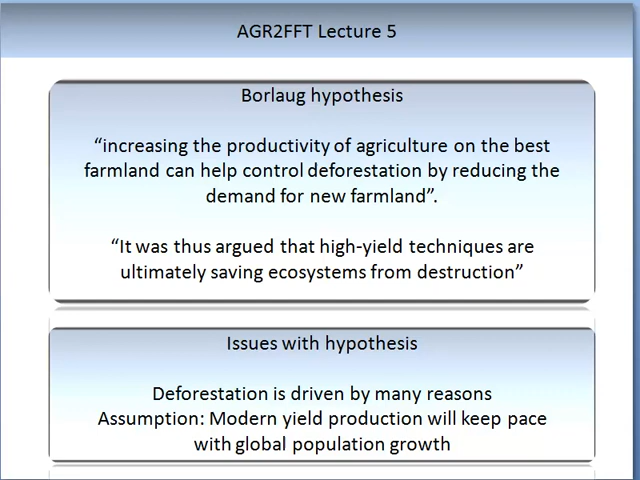 AGR2FFT Lecture 5
Borlaug hypothesis
“increasing the productivity of agriculture on the best
farmland can help control deforestation by reducing the
demand for new farmland”.
“It was thus argued that high-yield techniques are
ultimately saving ecosystems from destruction”
Issues with hypothesis
Deforestation is driven by many reasons
Assumption: Modern yield production will keep pace
with global population growth